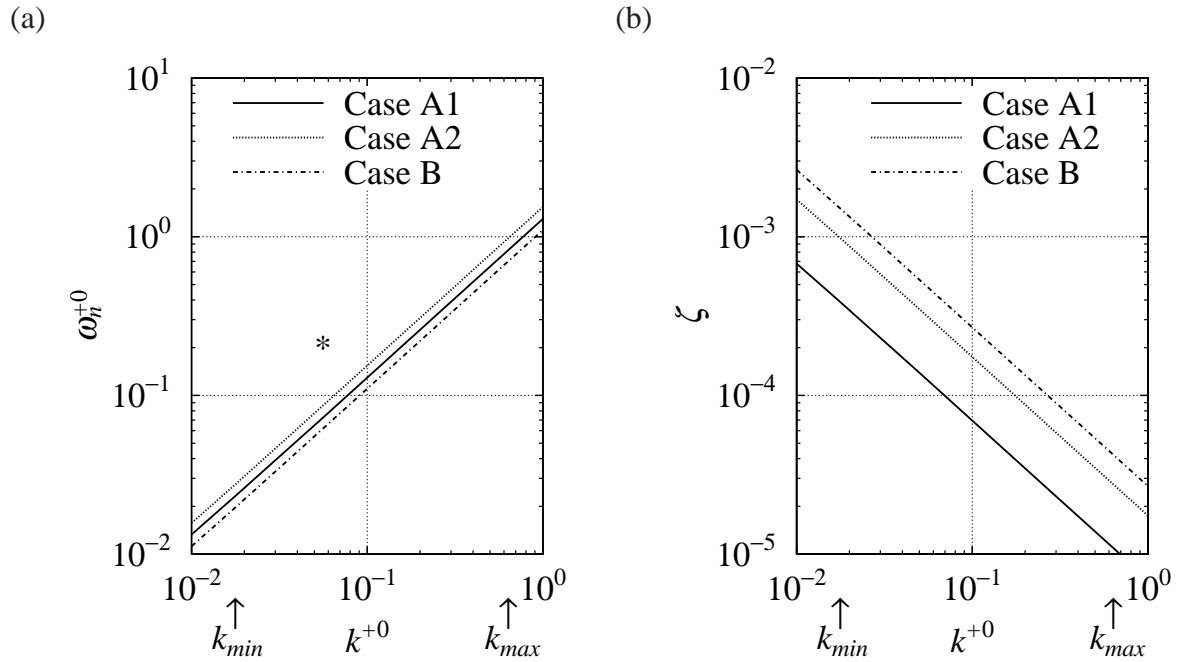 (a)
10^1
10^0
10^-1
10^-2
ω_n^{+0}
Case A1
Case A2
Case B
*
10^-2 10^-1 10^0
↑ ↑
k_min k^{+0} k_max
(b)
10^-2
10^-3
10^-4
10^-5
ζ
Case A1
Case A2
Case B
10^-2 10^-1 10^0
↑ ↑
k_min k^{+0} k_max